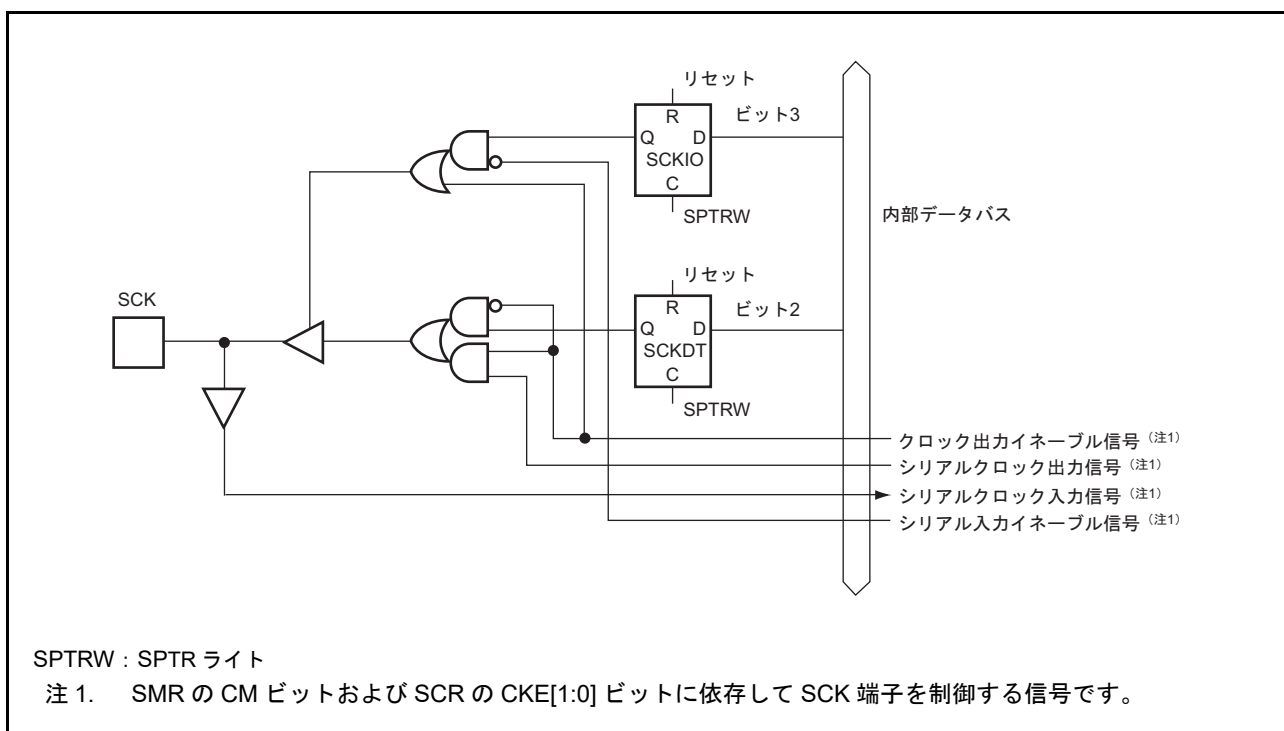 リセット
R
ビット3
Q D
SCKIO
C
SPTRW
内部データバス
リセット
SCK
R
ビット2
Q D
SCKDT
C
SPTRW
クロック出力イネーブル信号(注1)
シリアルクロック出力信号(注1)
シリアルクロック入力信号(注1)
シリアル入力イネーブル信号(注1)
SPTRW:SPTR ライト
注 1. SMR の CM ビットおよび SCR の CKE[1:0] ビットに依存して SCK 端子を制御する信号です。